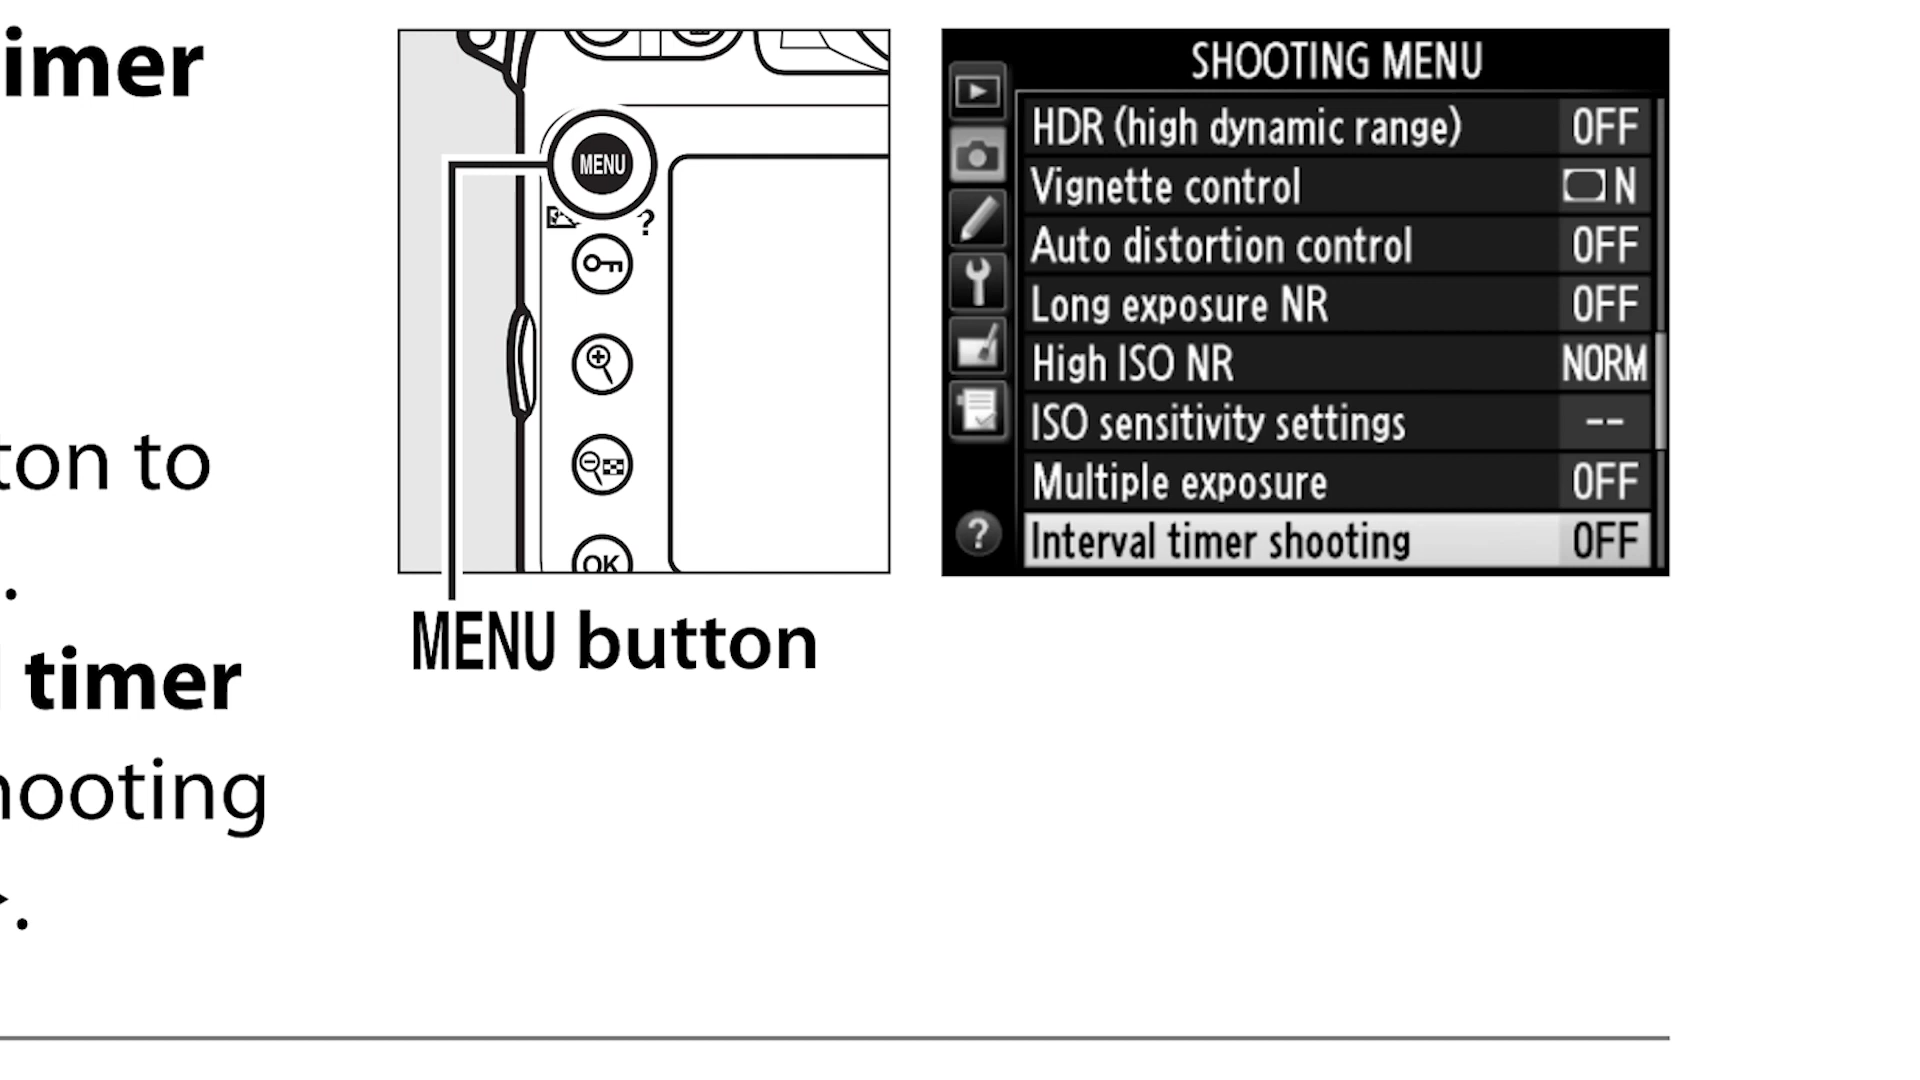 imer
ton to
.
timer
hooting
.
MENU
?
OK
MENU button
SHOOTING MENU
HDR (high dynamic range) OFF
Vignette control N
Auto distortion control OFF
Long exposure NR OFF
High ISO NR NORM
ISO sensitivity settings --
Multiple exposure OFF
? Interval timer shooting OFF